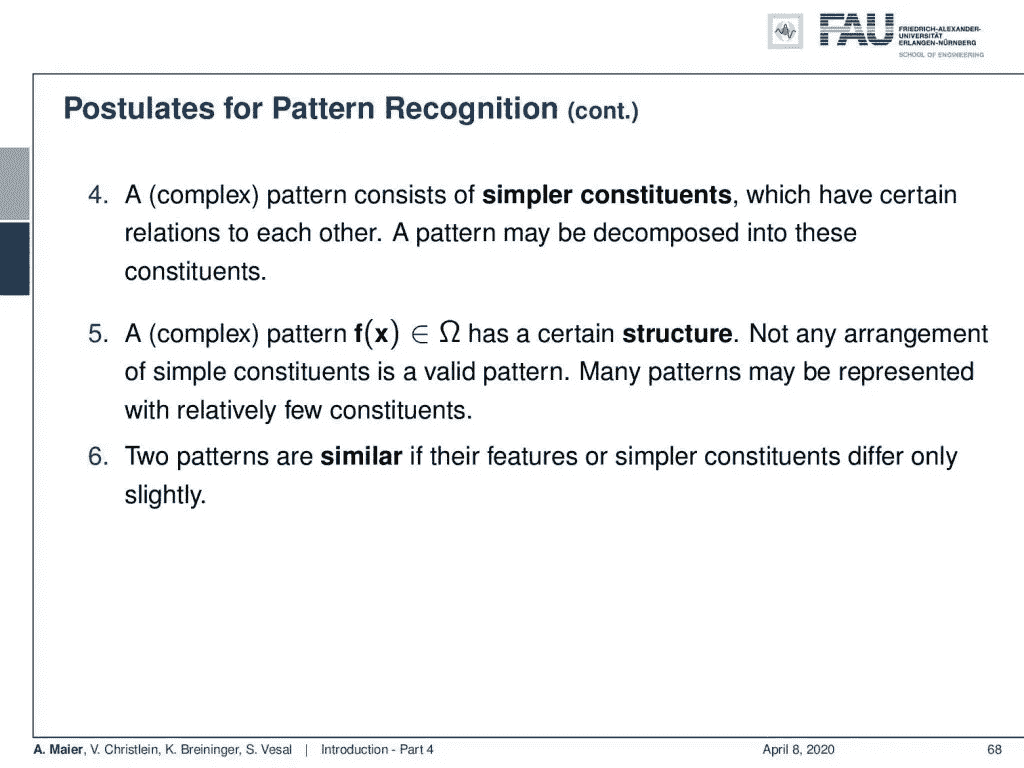 FAU
FRIEDRICH-ALEXANDER-
UNIVERSITÄT
ERLANGEN-NÜRNBERG
SCHOOL OF ENGINEERING
Postulates for Pattern Recognition (cont.)
4. A (complex) pattern consists of simpler constituents, which have certain
relations to each other. A pattern may be decomposed into these
constituents.
5. A (complex) pattern f(x) ∈ Ω has a certain structure. Not any arrangement
of simple constituents is a valid pattern. Many patterns may be represented
with relatively few constituents.
6. Two patterns are similar if their features or simpler constituents differ only
slightly.
A. Maier, V. Christlein, K. Breininger, S. Vesal | Introduction - Part 4 April 8, 2020 68